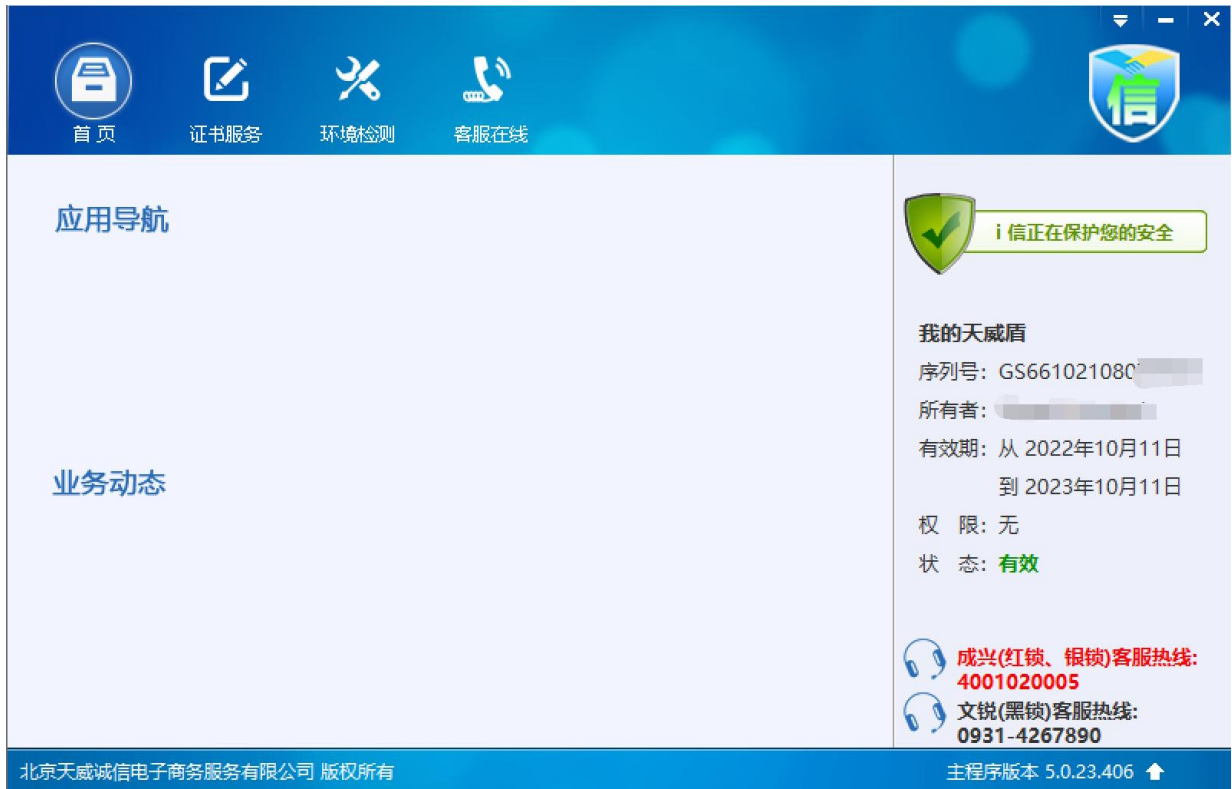 首 页
证书服务
环境检测
客服在线
信
应用导航
业务动态
i 信正在保护您的安全
我的天威盾
序列号: GS661021080
所有者:
有效期: 从 2022年10月11日
到 2023年10月11日
权 限: 无
状 态: 有效
成兴(红锁、银锁)客服热线:
4001020005
文锐(黑锁)客服热线:
0931-4267890
北京天威诚信电子商务服务有限公司 版权所有
主程序版本 5.0.23.406